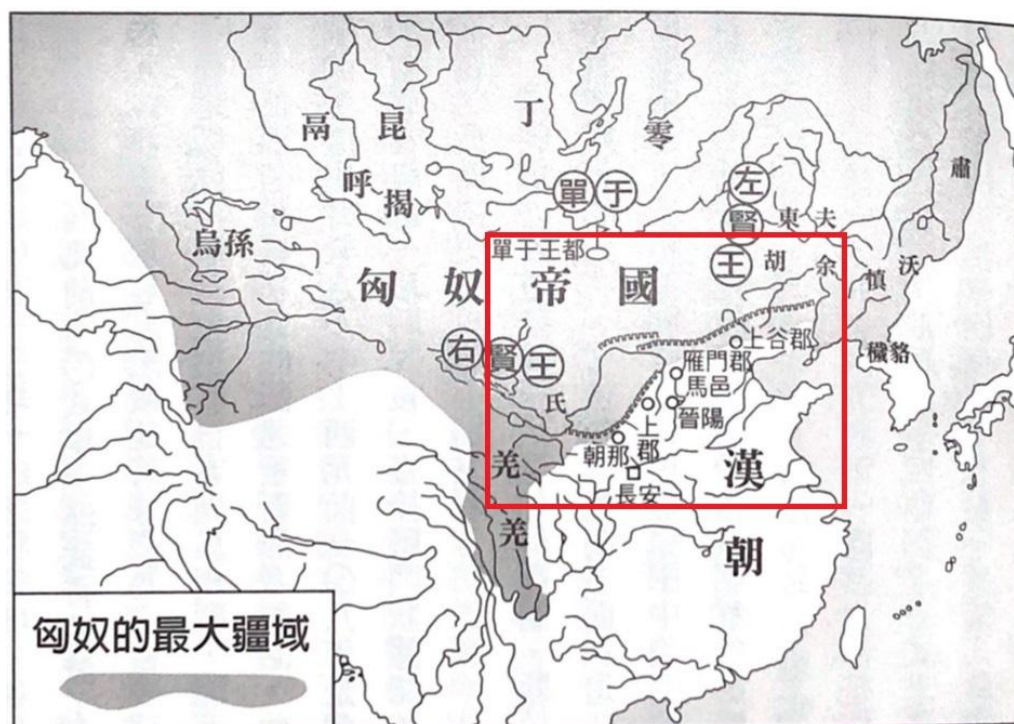 鬲昆
丁零
呼揭
單于
左賢王
東胡
夫余
肅慎
沃
烏孫
單于王都
匈奴帝國
右賢王
氏
上谷郡
雁門郡
馬邑
晉陽
上郡
朝那
長安
穢貉
羌
羌
漢朝
匈奴的最大疆域